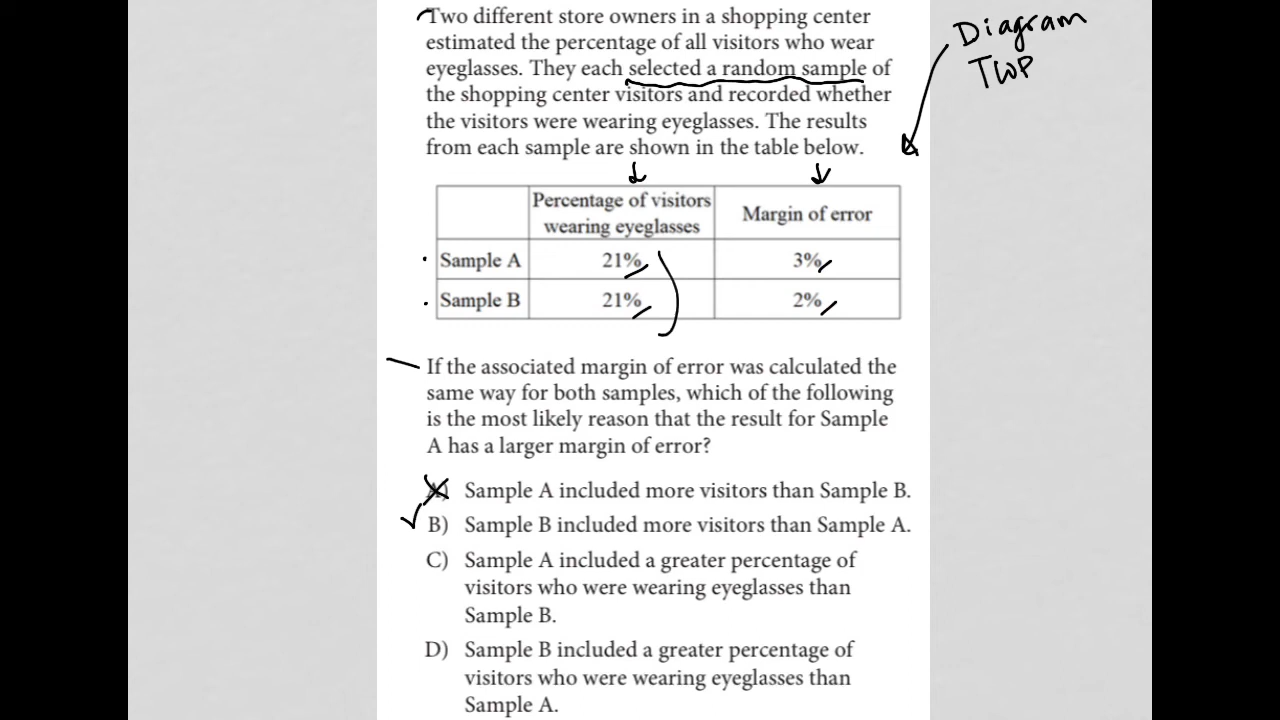 Two different store owners in a shopping center
estimated the percentage of all visitors who wear
eyeglasses. They each selected a random sample of
the shopping center visitors and recorded whether
the visitors were wearing eyeglasses. The results
from each sample are shown in the table below.
Diagram
TWP
Percentage of visitors
wearing eyeglasses
Margin of error
Sample A 21% 3%
Sample B 21% 2%
If the associated margin of error was calculated the
same way for both samples, which of the following
is the most likely reason that the result for Sample
A has a larger margin of error?
A) Sample A included more visitors than Sample B.
B) Sample B included more visitors than Sample A.
C) Sample A included a greater percentage of
visitors who were wearing eyeglasses than
Sample B.
D) Sample B included a greater percentage of
visitors who were wearing eyeglasses than
Sample A.